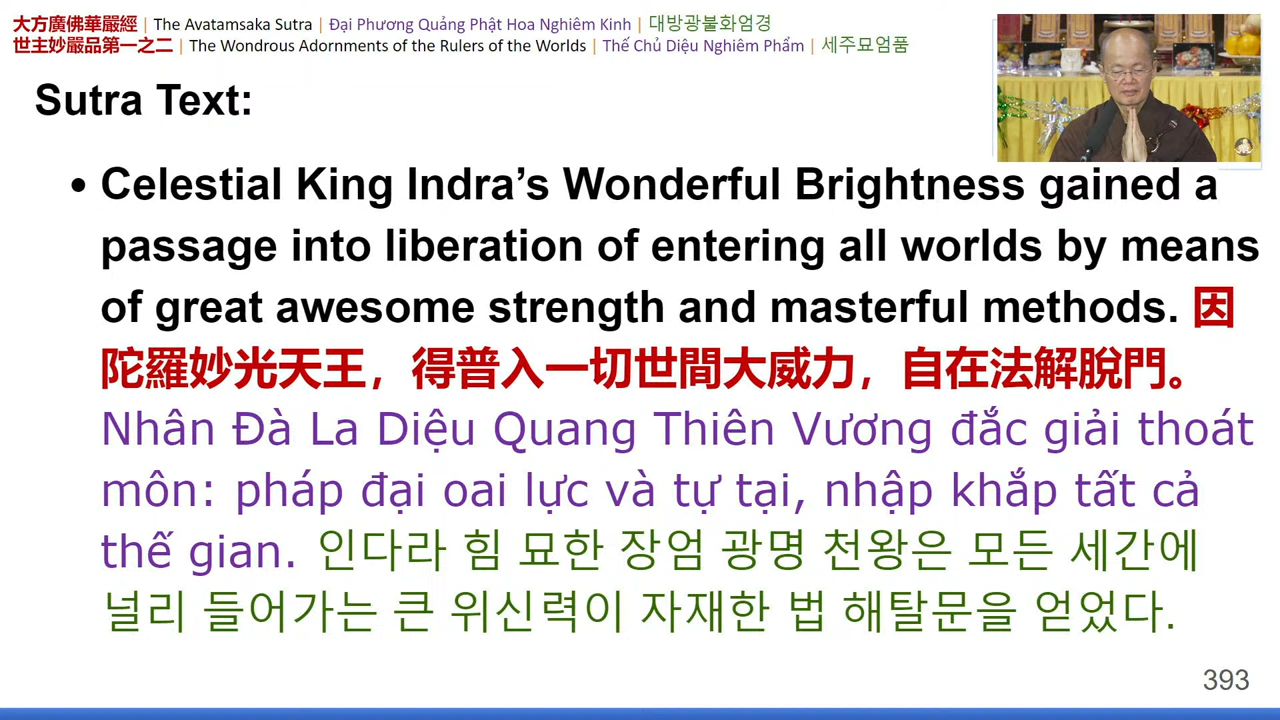 大方廣佛華嚴經 | The Avatamsaka Sutra | Đại Phương Quảng Phật Hoa Nghiêm Kinh | 대방광불화엄경
世主妙嚴品第一之二 | The Wondrous Adornments of the Rulers of the Worlds | Thế Chủ Diệu Nghiêm Phẩm | 세주묘엄품
Sutra Text:
• Celestial King Indra’s Wonderful Brightness gained a
passage into liberation of entering all worlds by means
of great awesome strength and masterful methods. 因
陀羅妙光天王，得普入一切世間大威力，自在法解脫門。
Nhân Đà La Diệu Quang Thiên Vương đắc giải thoát
môn: pháp đại oai lực và tự tại, nhập khắp tất cả
thế gian. 인다라 힘 묘한 장엄 광명 천왕은 모든 세간에
널리 들어가는 큰 위신력이 자재한 법 해탈문을 얻었다.
393